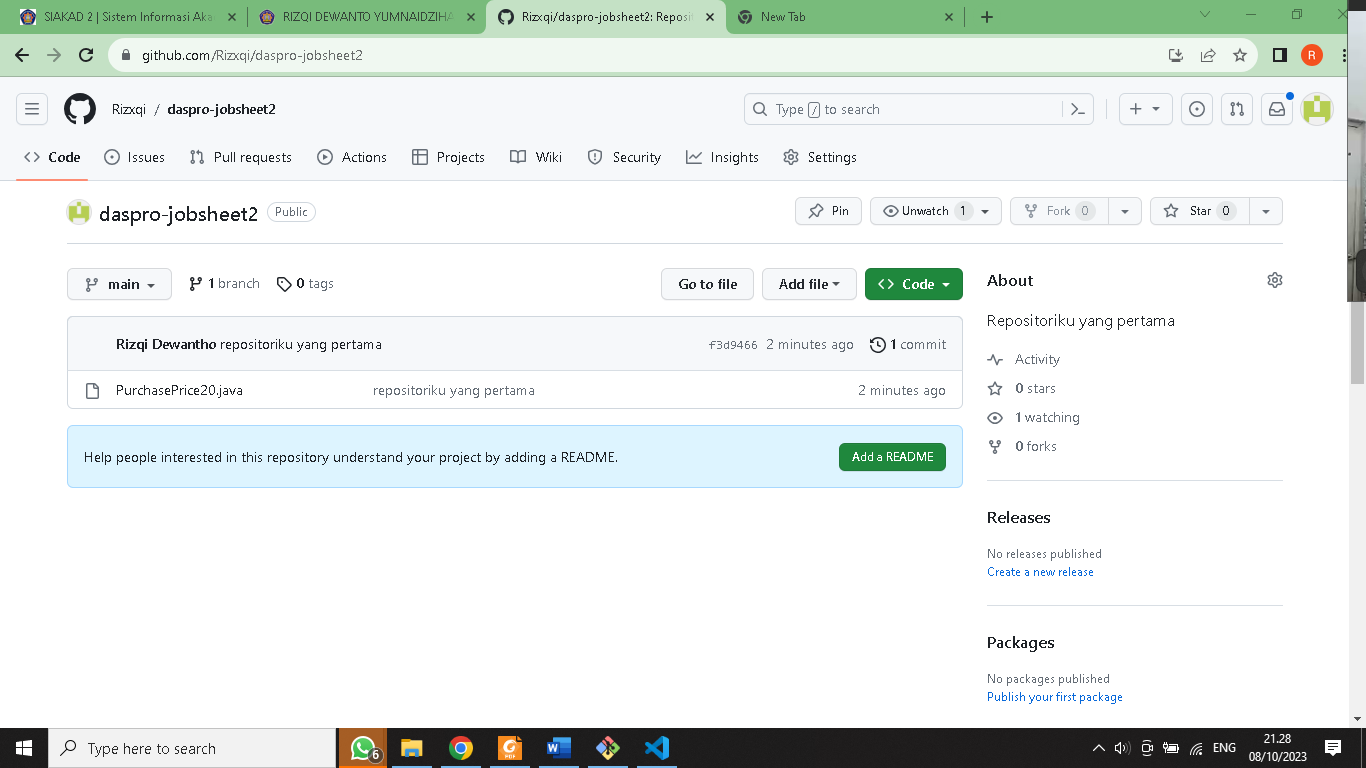 SIAKAD 2 | Sistem Informasi Aka
RIZQI DEWANTO YUMNAIDZIHA
Rizxqi/daspro-jobsheet2: Reposit
New Tab
github.com/Rizxqi/daspro-jobsheet2
R
Rizxqi / daspro-jobsheet2
Type / to search
Code
Issues
Pull requests
Actions
Projects
Wiki
Security
Insights
Settings
daspro-jobsheet2 Public
Pin
Unwatch 1
Fork 0
Star 0
main
1 branch
0 tags
Go to file
Add file
Code
Rizqi Dewantho repositoriku yang pertama
f3d9466 2 minutes ago
1 commit
PurchasePrice20.java
repositoriku yang pertama
2 minutes ago
Help people interested in this repository understand your project by adding a README.
Add a README
About
Repositoriku yang pertama
Activity
0 stars
1 watching
0 forks
Releases
No releases published
Create a new release
Packages
No packages published
Publish your first package
Type here to search
6
ENG
21.28
08/10/2023